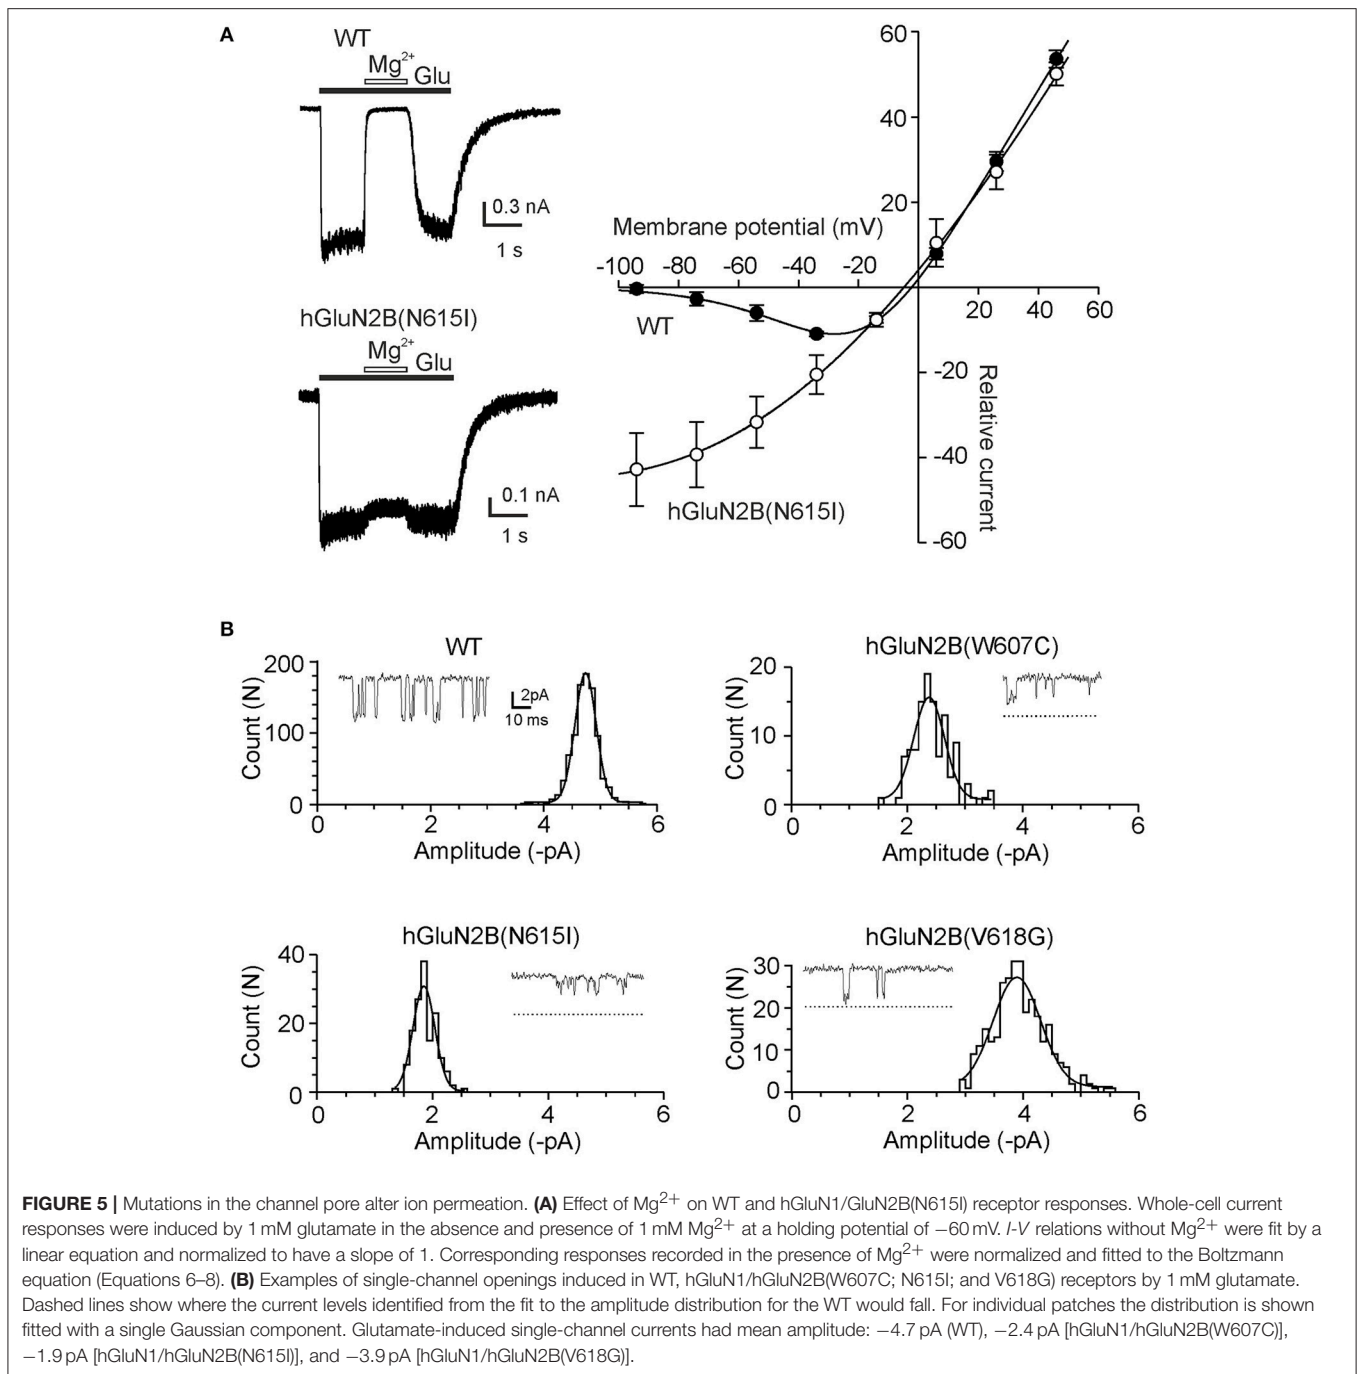 A
WT
Mg2+
Glu
0.3 nA
1 s
hGluN2B(N615I)
Mg2+
Glu
0.1 nA
1 s
60
40
20
Membrane potential (mV)
-100 -80 -60 -40 -20
20 40 60
WT
-20
-40
-60
Relative current
hGluN2B(N615I)
B
WT
200
100
0
Count (N)
2pA
10 ms
0 2 4 6
Amplitude (-pA)
hGluN2B(W607C)
20
10
0
Count (N)
0 2 4 6
Amplitude (-pA)
hGluN2B(N615I)
40
20
0
Count (N)
0 2 4 6
Amplitude (-pA)
hGluN2B(V618G)
30
20
10
0
Count (N)
0 2 4 6
Amplitude (-pA)
FIGURE 5 | Mutations in the channel pore alter ion permeation. (A) Effect of Mg2+ on WT and hGluN1/GluN2B(N615I) receptor responses. Whole-cell current
responses were induced by 1 mM glutamate in the absence and presence of 1 mM Mg2+ at a holding potential of −60 mV. I-V relations without Mg2+ were fit by a
linear equation and normalized to have a slope of 1. Corresponding responses recorded in the presence of Mg2+ were normalized and fitted to the Boltzmann
equation (Equations 6–8). (B) Examples of single-channel openings induced in WT, hGluN1/hGluN2B(W607C; N615I; and V618G) receptors by 1 mM glutamate.
Dashed lines show where the current levels identified from the fit to the amplitude distribution for the WT would fall. For individual patches the distribution is shown
fitted with a single Gaussian component. Glutamate-induced single-channel currents had mean amplitude: −4.7 pA (WT), −2.4 pA [hGluN1/hGluN2B(W607C)],
−1.9 pA [hGluN1/hGluN2B(N615I)], and −3.9 pA [hGluN1/hGluN2B(V618G)].